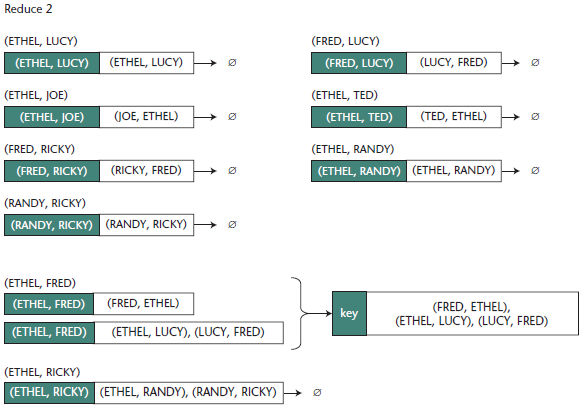 Reduce 2
(ETHEL, LUCY)
(ETHEL, LUCY) (ETHEL, LUCY) ∅
(FRED, LUCY)
(FRED, LUCY) (LUCY, FRED) ∅
(ETHEL, JOE)
(ETHEL, JOE) (JOE, ETHEL) ∅
(ETHEL, TED)
(ETHEL, TED) (TED, ETHEL) ∅
(FRED, RICKY)
(FRED, RICKY) (RICKY, FRED) ∅
(ETHEL, RANDY)
(ETHEL, RANDY) (ETHEL, RANDY) ∅
(RANDY, RICKY)
(RANDY, RICKY) (RANDY, RICKY) ∅
(ETHEL, FRED)
(ETHEL, FRED) (FRED, ETHEL)
(ETHEL, FRED) (ETHEL, LUCY), (LUCY, FRED)
key
(FRED, ETHEL),
(ETHEL, LUCY), (LUCY, FRED)
(ETHEL, RICKY)
(ETHEL, RICKY) (ETHEL, RANDY), (RANDY, RICKY) ∅